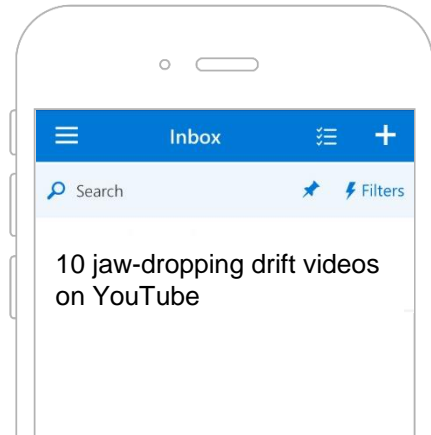 Inbox
Search
Filters
10 jaw-dropping drift videos
on YouTube